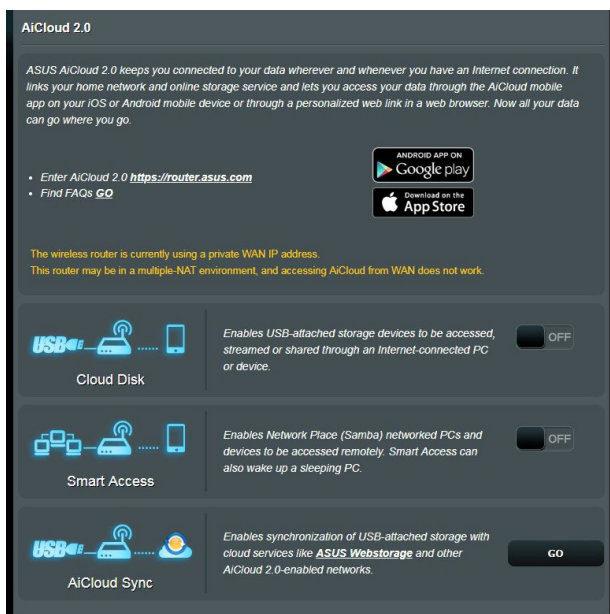 AiCloud 2.0
ASUS AiCloud 2.0 keeps you connected to your data wherever and whenever you have an Internet connection. It
links your home network and online storage service and lets you access your data through the AiCloud mobile
app on your iOS or Android mobile device or through a personalized web link in a web browser. Now all your data
can go where you go.
ANDROID APP ON
Google play
• Enter AiCloud 2.0 https://router.asus.com
• Find FAQs GO
Download on the
App Store
The wireless router is currently using a private WAN IP address.
This router may be in a multiple-NAT environment, and accessing AiCloud from WAN does not work.
USB
Cloud Disk
Enables USB-attached storage devices to be accessed,
streamed or shared through an Internet-connected PC
or device.
OFF
Smart Access
Enables Network Place (Samba) networked PCs and
devices to be accessed remotely. Smart Access can
also wake up a sleeping PC.
OFF
USB
AiCloud Sync
Enables synchronization of USB-attached storage with
cloud services like ASUS Webstorage and other
AiCloud 2.0-enabled networks.
GO